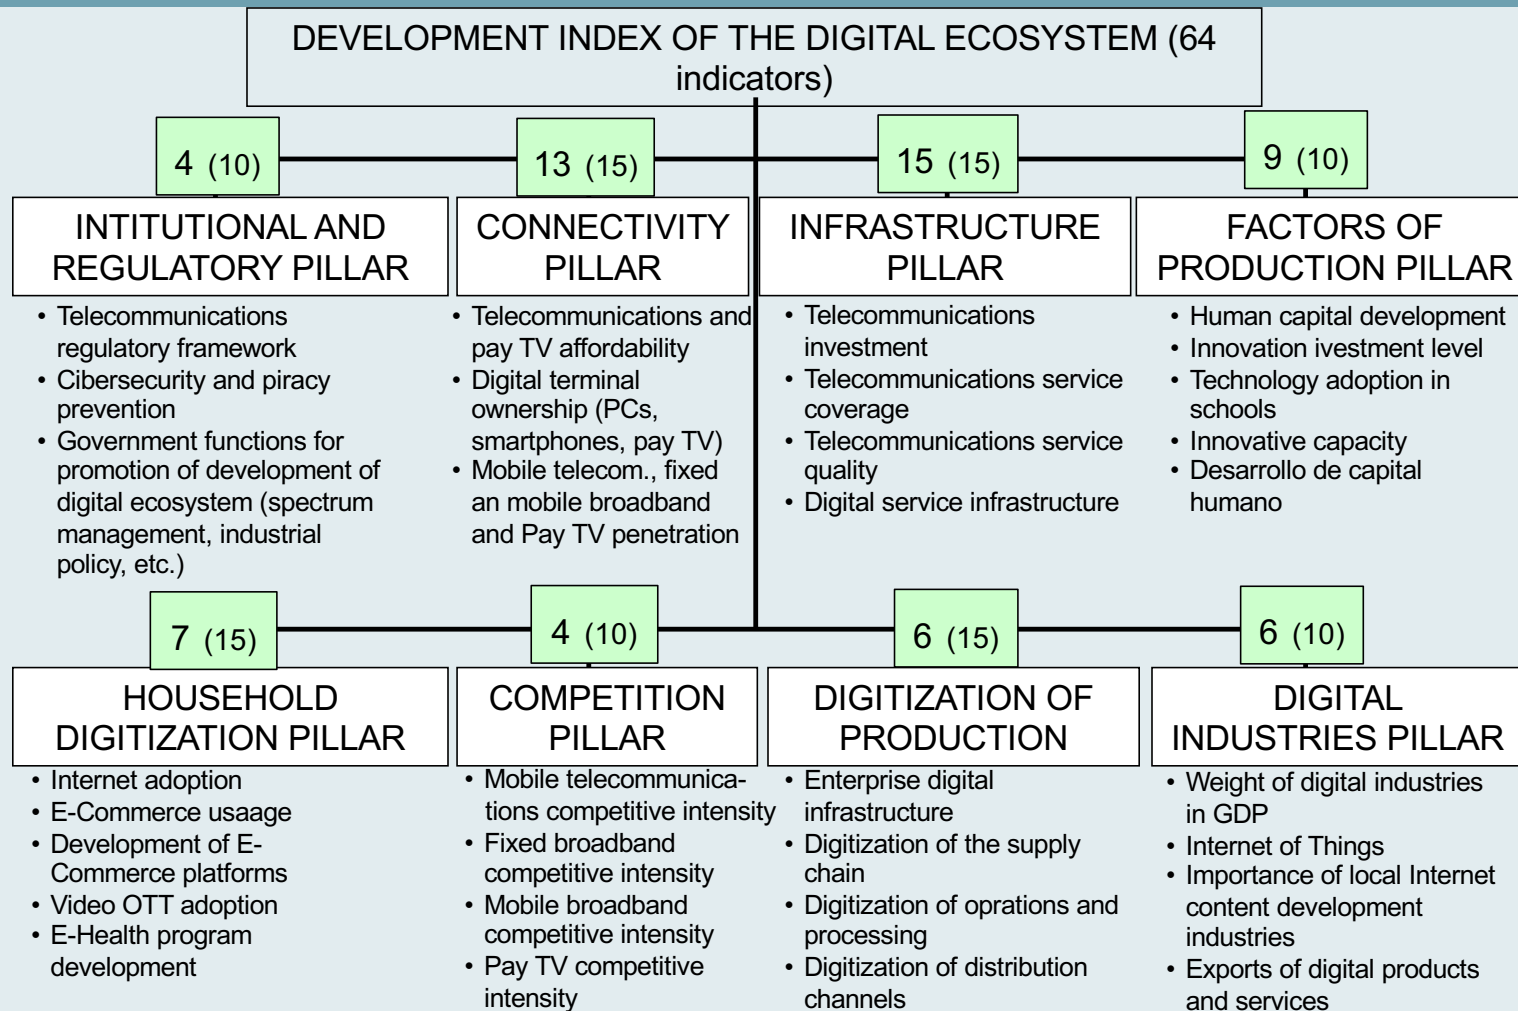 DEVELOPMENT INDEX OF THE DIGITAL ECOSYSTEM (64
indicators)
4 (10)
13 (15)
15 (15)
9 (10)
INTITUTIONAL AND
REGULATORY PILLAR
CONNECTIVITY
PILLAR
INFRASTRUCTURE
PILLAR
FACTORS OF
PRODUCTION PILLAR
• Telecommunications
regulatory framework
• Cibersecurity and piracy
prevention
• Government functions for
promotion of development of
digital ecosystem (spectrum
management, industrial
policy, etc.)
• Telecommunications and
pay TV affordability
• Digital terminal
ownership (PCs,
smartphones, pay TV)
• Mobile telecom., fixed
an mobile broadband
and Pay TV penetration
• Telecommunications
investment
• Telecommunications service
coverage
• Telecommunications service
quality
• Digital service infrastructure
• Human capital development
• Innovation ivestment level
• Technology adoption in
schools
• Innovative capacity
• Desarrollo de capital
humano
7 (15)
4 (10)
6 (15)
6 (10)
HOUSEHOLD
DIGITIZATION PILLAR
COMPETITION
PILLAR
DIGITIZATION OF
PRODUCTION
DIGITAL
INDUSTRIES PILLAR
• Internet adoption
• E-Commerce usaage
• Development of E-
Commerce platforms
• Video OTT adoption
• E-Health program
development
• Mobile telecommunica-
tions competitive intensity
• Fixed broadband
competitive intensity
• Mobile broadband
competitive intensity
• Pay TV competitive
intensity
• Enterprise digital
infrastructure
• Digitization of the supply
chain
• Digitization of oprations and
processing
• Digitization of distribution
channels
• Weight of digital industries
in GDP
• Internet of Things
• Importance of local Internet
content development
industries
• Exports of digital products
and services